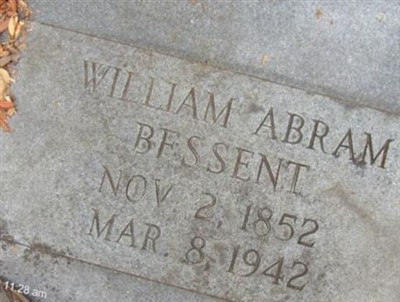 WILLIAM ABRAM
BESSENT
NOV. 2, 1852
MAR. 8, 1942
11:28 am